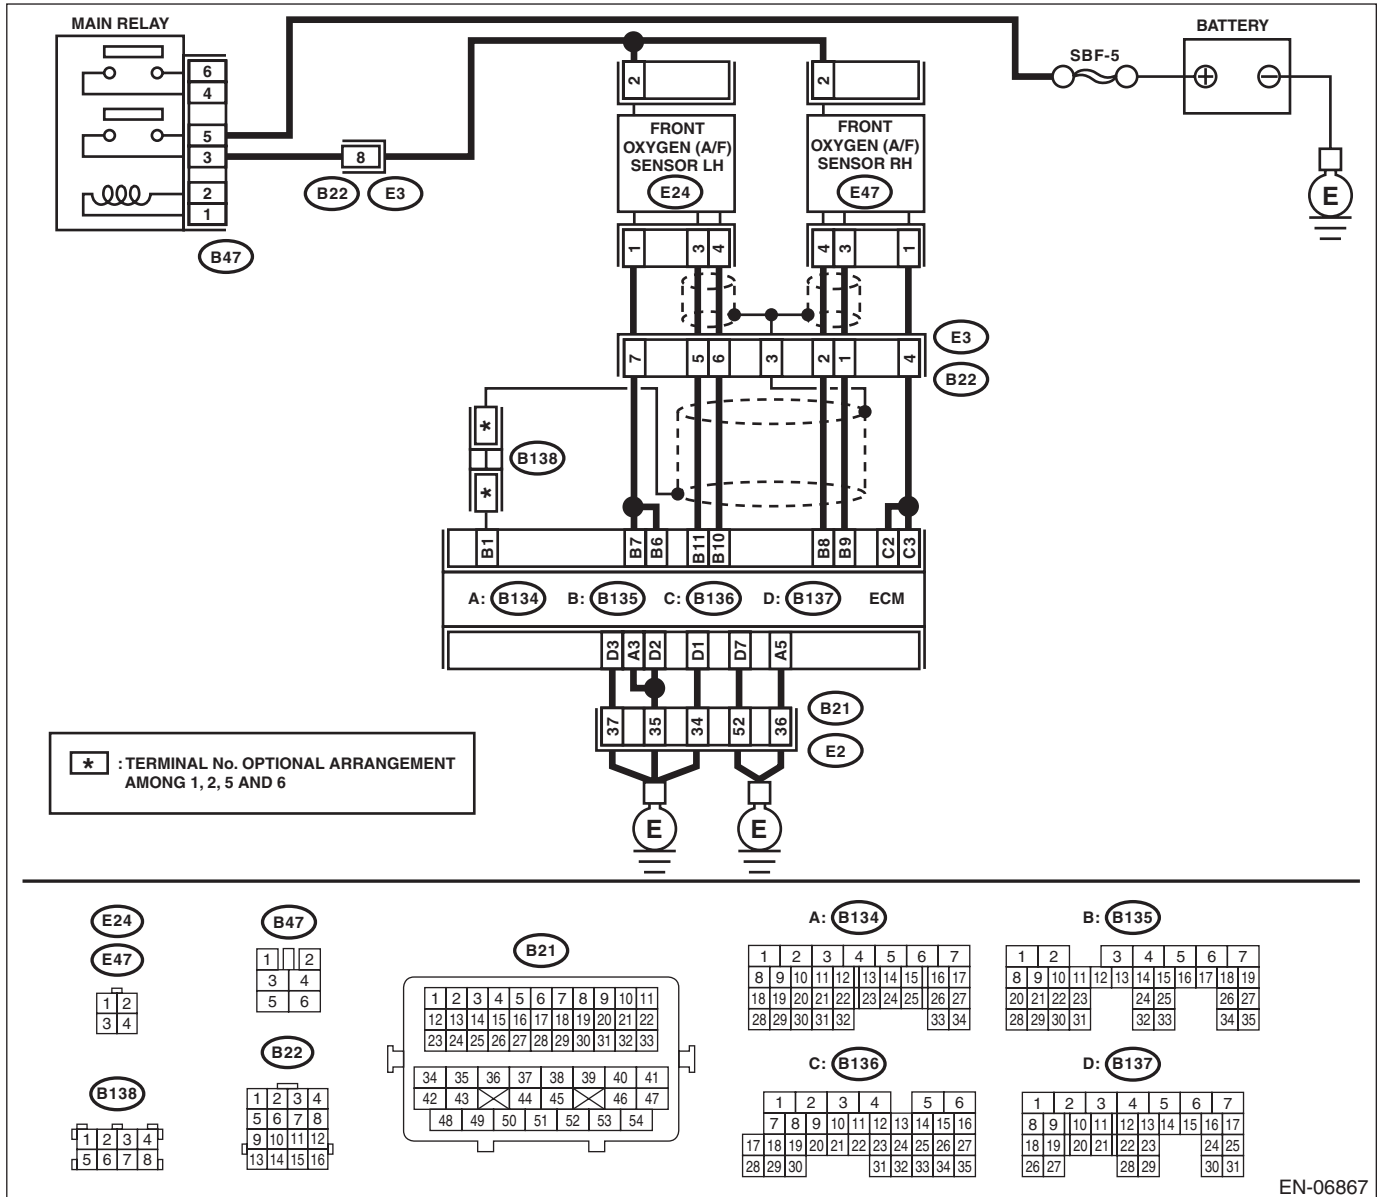 MAIN RELAY
BATTERY
SBF-5
6
4
5
3
2
1
8
B22 E3
B47
2
2
FRONT OXYGEN (A/F) SENSOR LH
E24
FRONT OXYGEN (A/F) SENSOR RH
E47
E
1 3 4
4 3 1
7 5 6 3 2 1 4
E3
B22
*
*
B138
B1 B7 B6 B11 B10 B8 B9 C2 C3
A: B134 B: B135 C: B136 D: B137 ECM
D3 A3 D2 D1 D7 A5
37 35 34 52 36
B21
E2
E E
* : TERMINAL No. OPTIONAL ARRANGEMENT
AMONG 1, 2, 5 AND 6
E24
E47
1 2
3 4
B138
1 2 3 4
5 6 7 8
B47
1 2
3 4
5 6
B22
1 2 3 4
5 6 7 8
9 10 11 12
13 14 15 16
B21
1 2 3 4 5 6 7 8 9 10 11
12 13 14 15 16 17 18 19 20 21 22
23 24 25 26 27 28 29 30 31 32 33
34 35 36 37 38 39 40 41
42 43 44 45 46 47
48 49 50 51 52 53 54
A: B134
1 2 3 4 5 6 7
8 9 10 11 12 13 14 15 16 17
18 19 20 21 22 23 24 25 26 27
28 29 30 31 32 33 34
B: B135
1 2 3 4 5 6 7
8 9 10 11 12 13 14 15 16 17 18 19
20 21 22 23 24 25 26 27
28 29 30 31 32 33 34 35
C: B136
1 2 3 4 5 6
7 8 9 10 11 12 13 14 15 16
17 18 19 20 21 22 23 24 25 26 27
28 29 30 31 32 33 34 35
D: B137
1 2 3 4 5 6 7
8 9 10 11 12 13 14 15 16 17
18 19 20 21 22 23 24 25
26 27 28 29 30 31
EN-06867